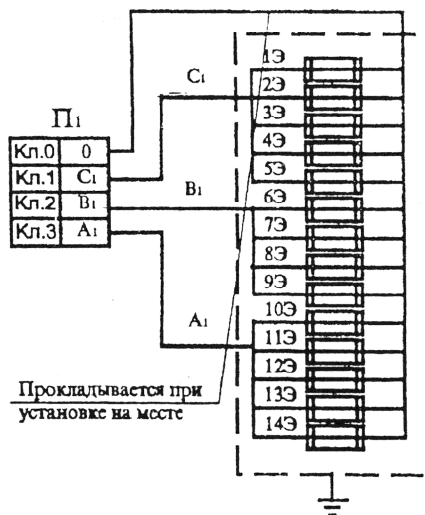 1Э
C1
2Э
3Э
П1
4Э
Кл.0 0
Кл.1 C1
5Э
Кл.2 B1
B1
6Э
Кл.3 A1
7Э
8Э
9Э
10Э
A1
11Э
12Э
Прокладывается при
установке на месте
13Э
14Э